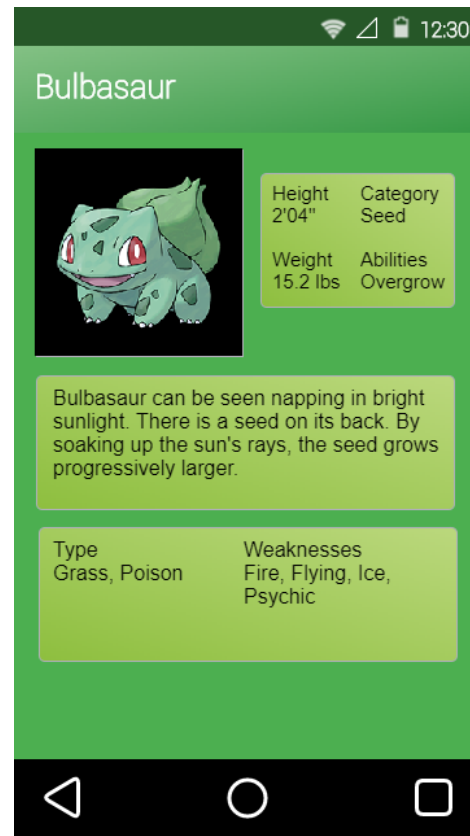 12:30
Bulbasaur
Height Category
2'04" Seed
Weight Abilities
15.2 lbs Overgrow
Bulbasaur can be seen napping in bright
sunlight. There is a seed on its back. By
soaking up the sun's rays, the seed grows
progressively larger.
Type Weaknesses
Grass, Poison Fire, Flying, Ice,
Psychic